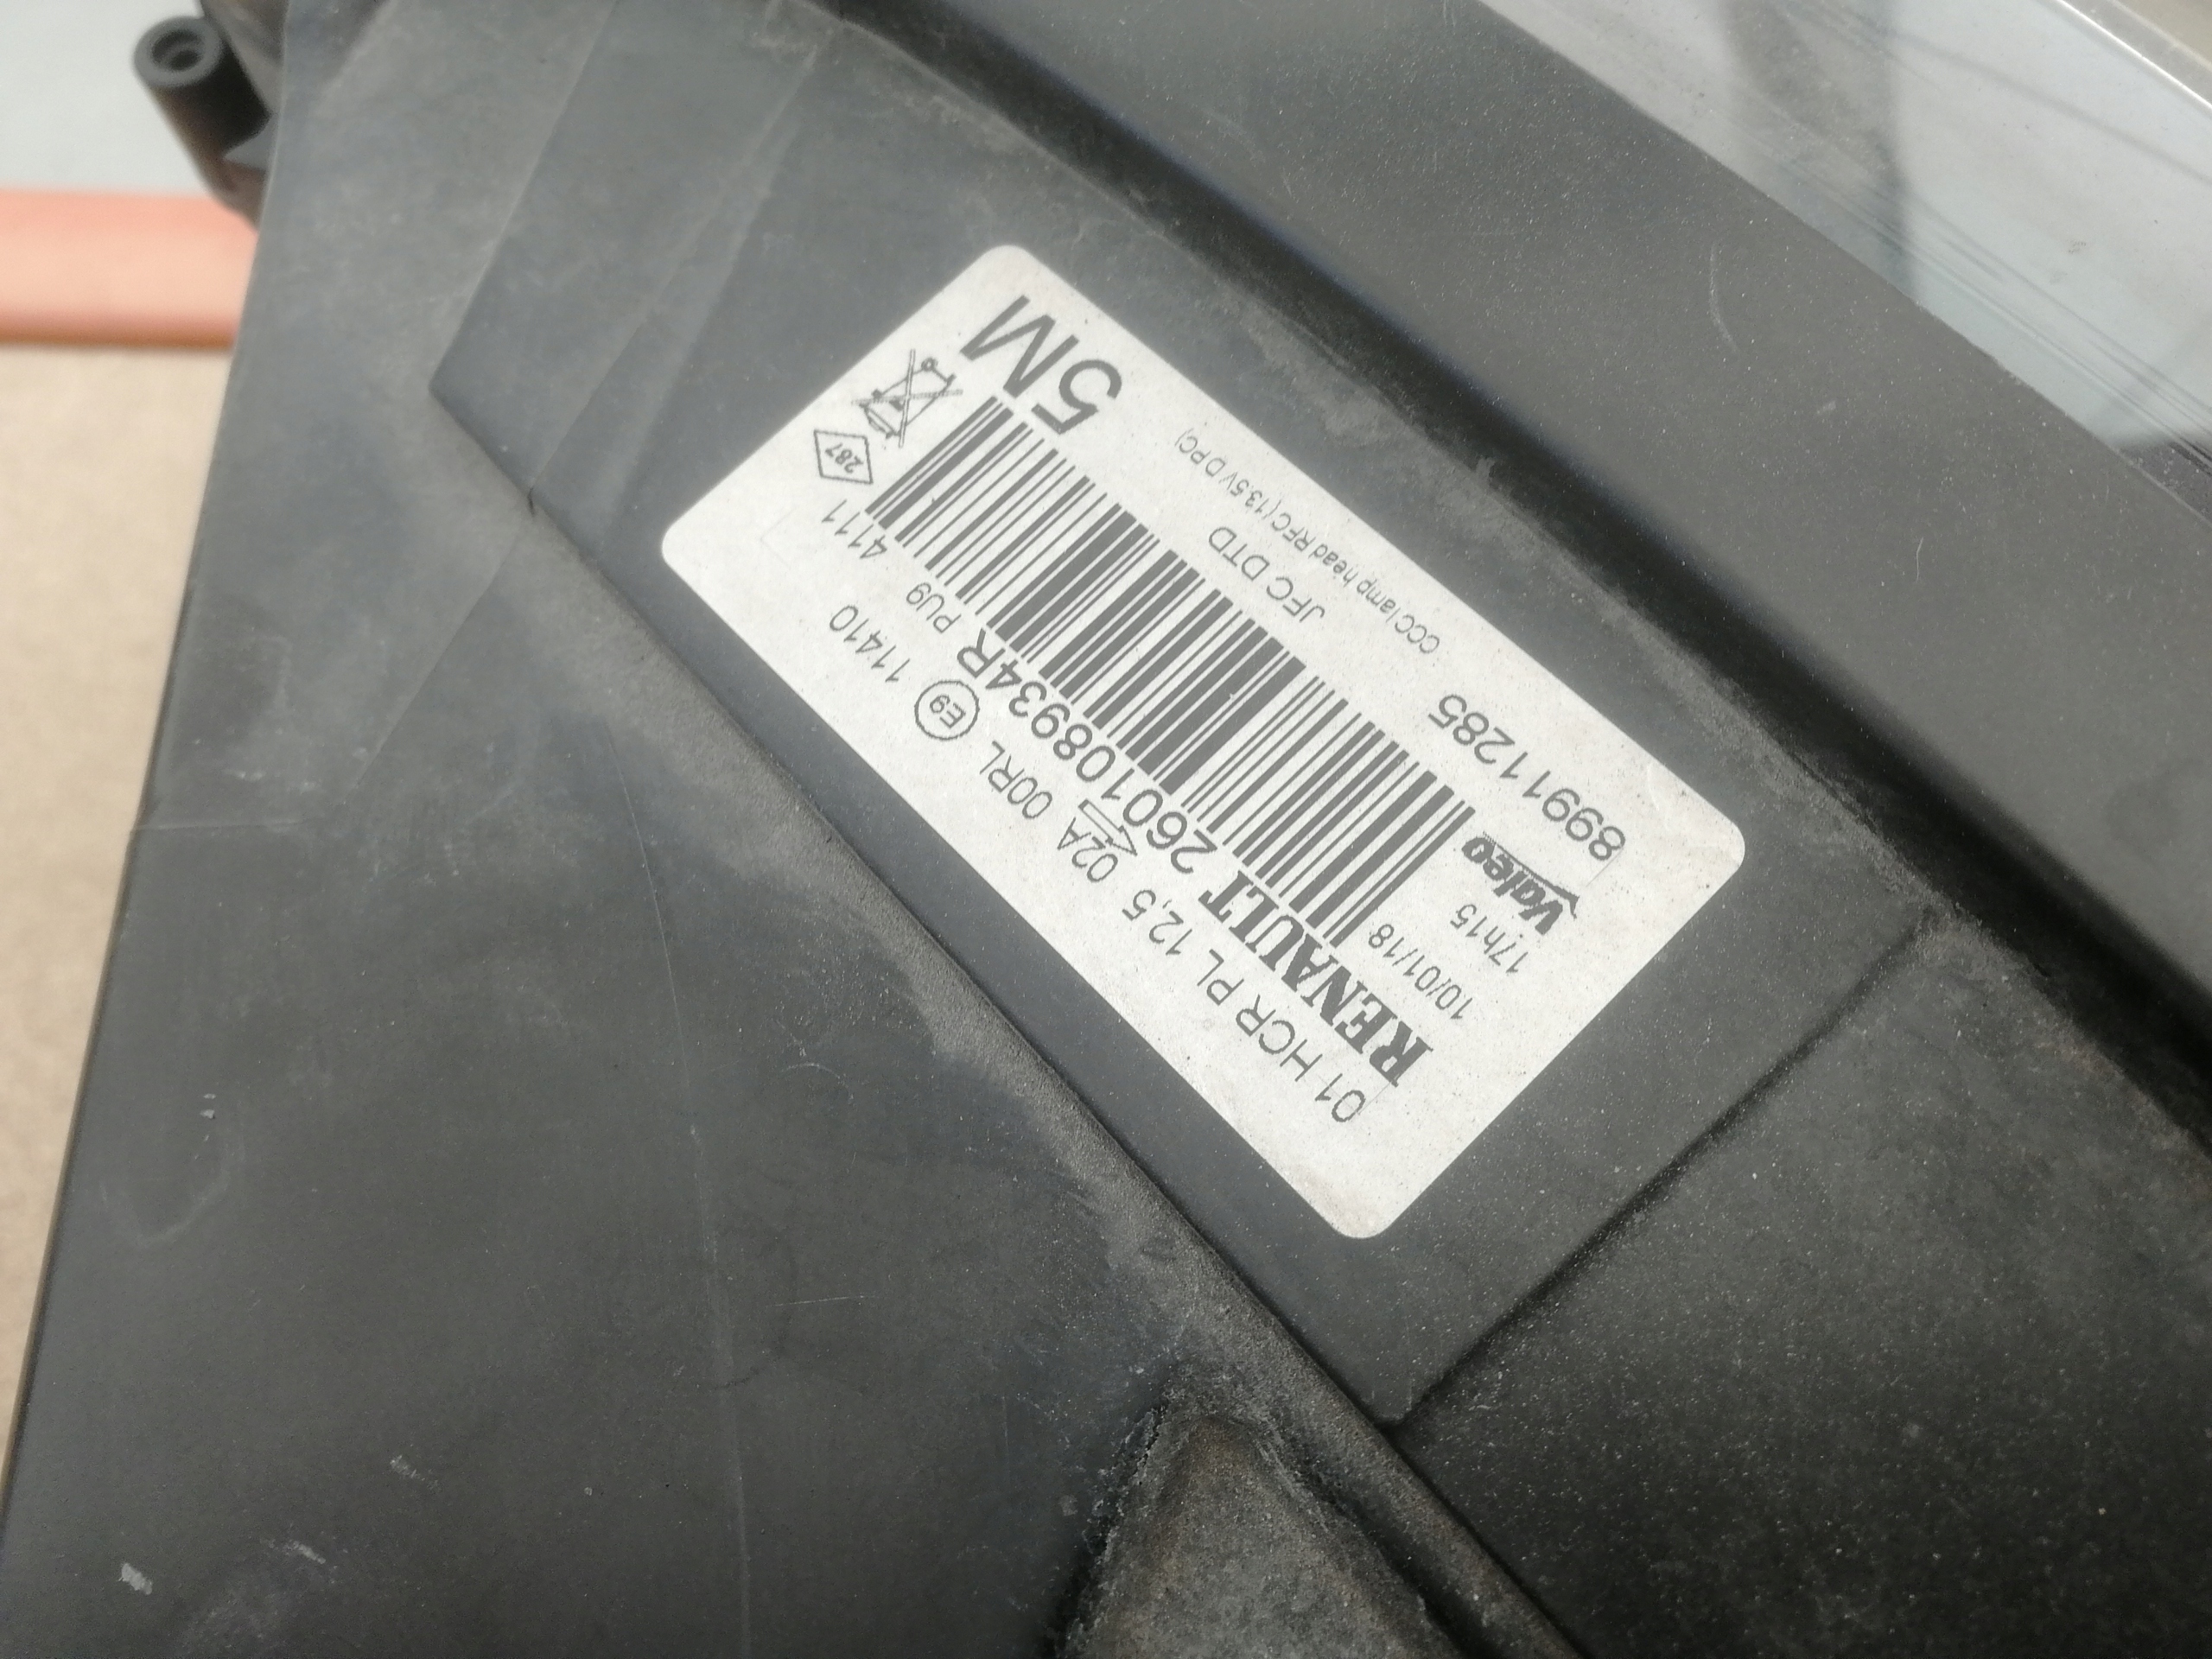 01 HCR PL 12,5 02A 00RL E9 11410
RENAULT 260108934R PU9 4111
287
10/01/18
17h15
Valeo
JFC DTD
CCC lamp head RFC (13.5V D PC)
89911285
5M